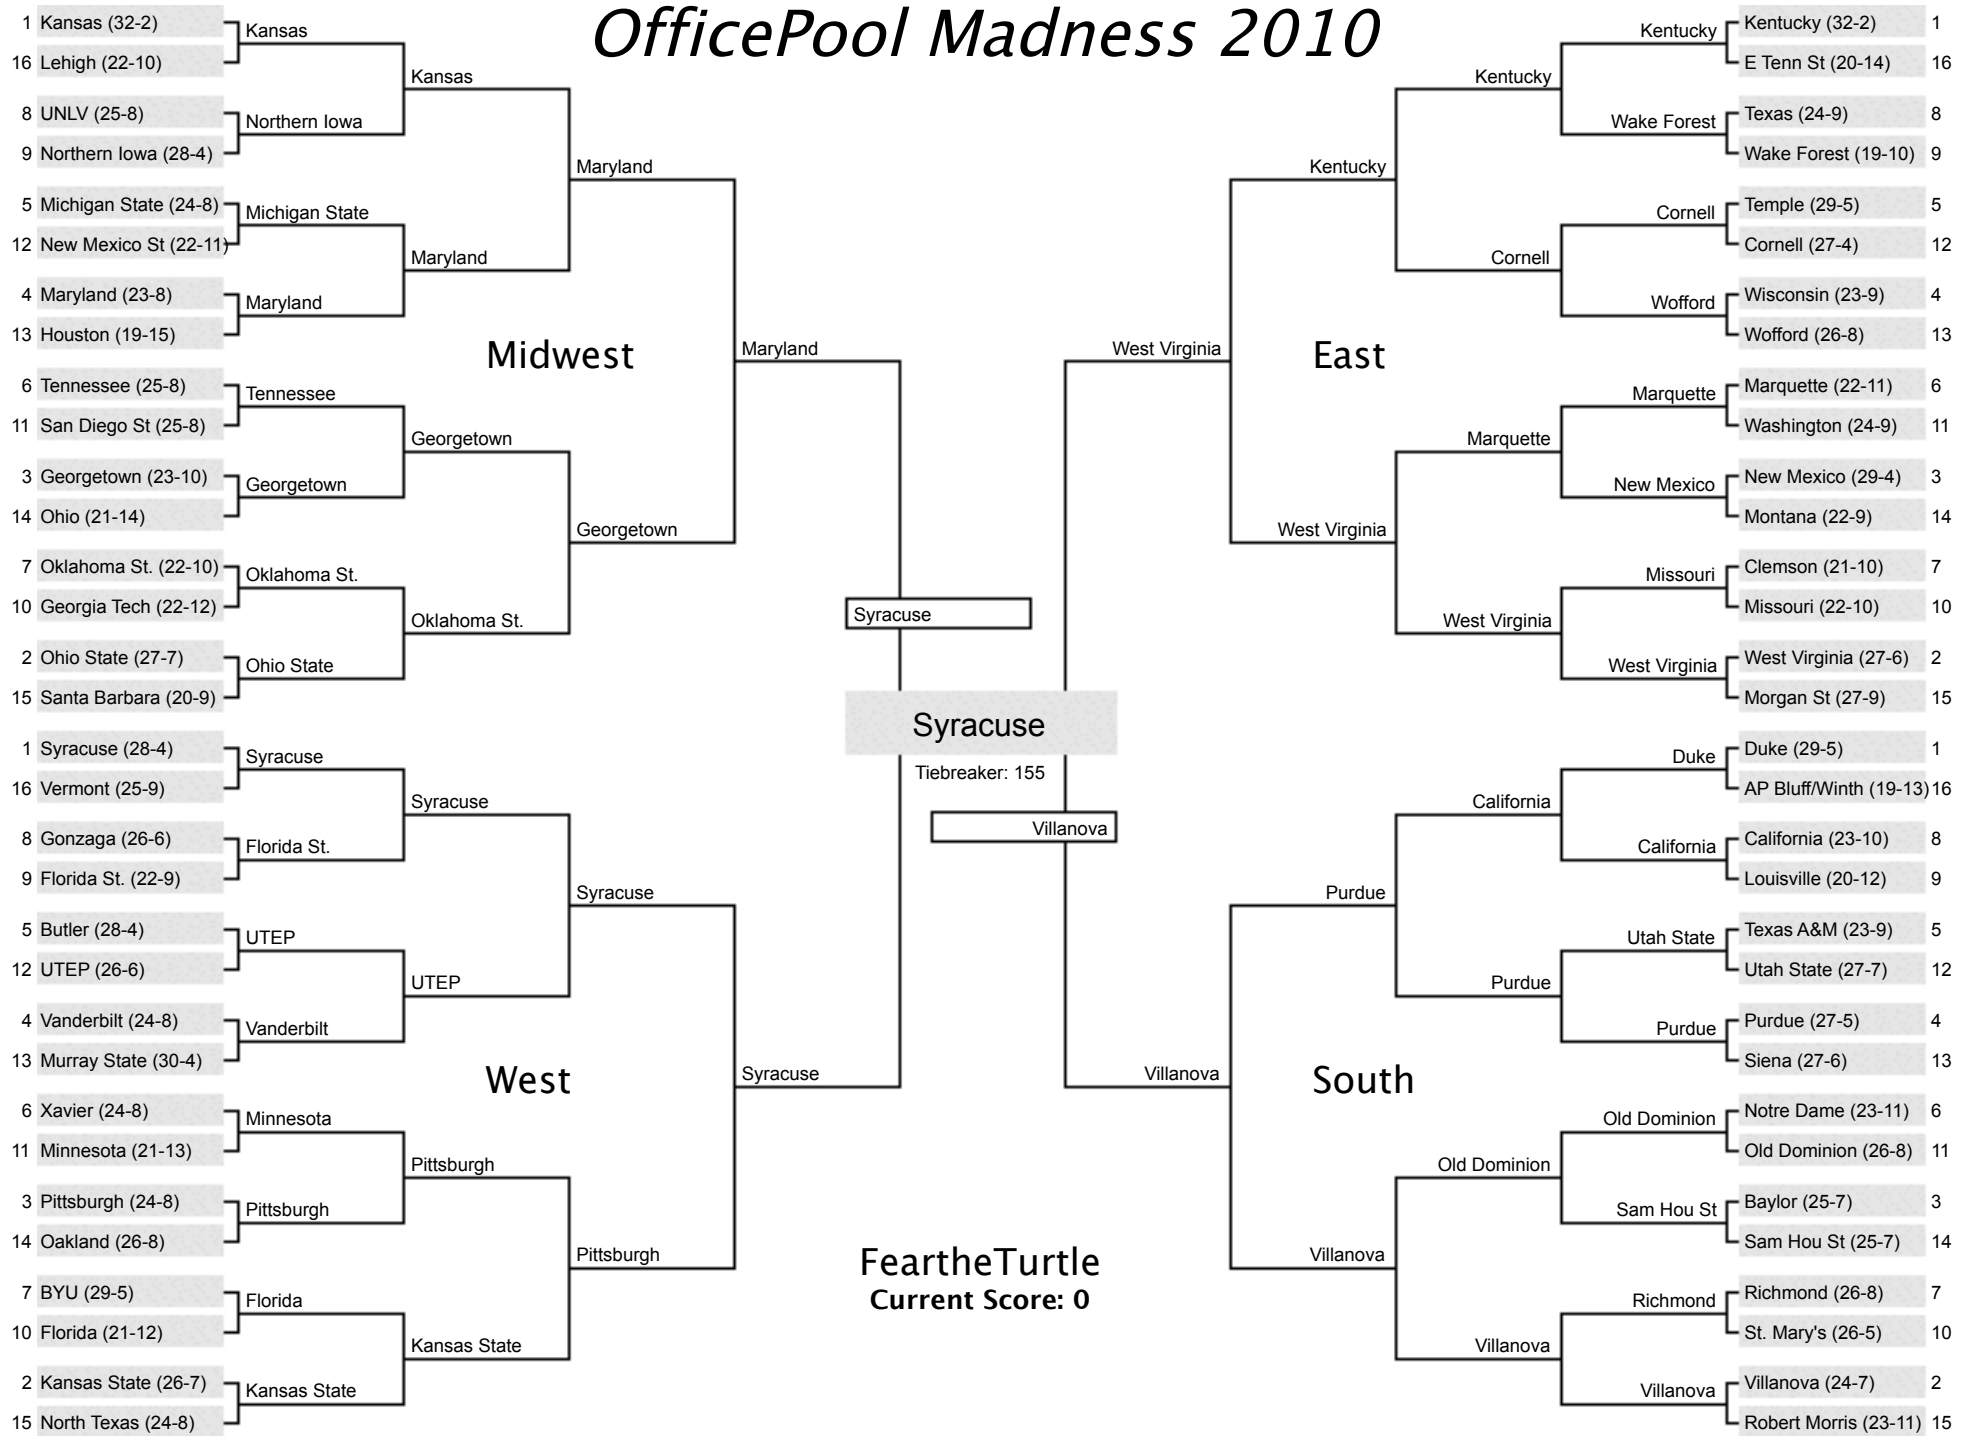 OfficePool Madness 2010
1 Kansas (32-2)
16 Lehigh (22-10)
8 UNLV (25-8)
9 Northern Iowa (28-4)
5 Michigan State (24-8)
12 New Mexico St (22-11)
4 Maryland (23-8)
13 Houston (19-15)
6 Tennessee (25-8)
11 San Diego St (25-8)
3 Georgetown (23-10)
14 Ohio (21-14)
7 Oklahoma St. (22-10)
10 Georgia Tech (22-12)
2 Ohio State (27-7)
15 Santa Barbara (20-9)
Kansas
Northern Iowa
Michigan State
Maryland
Tennessee
Georgetown
Oklahoma St.
Ohio State
Kansas
Maryland
Georgetown
Oklahoma St.
Maryland
Georgetown
Midwest
Maryland
1 Syracuse (28-4)
16 Vermont (25-9)
8 Gonzaga (26-6)
9 Florida St. (22-9)
5 Butler (28-4)
12 UTEP (26-6)
4 Vanderbilt (24-8)
13 Murray State (30-4)
6 Xavier (24-8)
11 Minnesota (21-13)
3 Pittsburgh (24-8)
14 Oakland (26-8)
7 BYU (29-5)
10 Florida (21-12)
2 Kansas State (26-7)
15 North Texas (24-8)
Syracuse
Florida St.
UTEP
Vanderbilt
Minnesota
Pittsburgh
Florida
Kansas State
Syracuse
UTEP
Pittsburgh
Kansas State
Syracuse
Pittsburgh
West
Syracuse
Syracuse
Syracuse
Tiebreaker: 155
Villanova
FeartheTurtle
Current Score: 0
West Virginia
East
Kentucky
West Virginia
Kentucky
Cornell
Marquette
West Virginia
Kentucky
Wake Forest
Cornell
Wofford
Marquette
New Mexico
Missouri
West Virginia
Kentucky (32-2) 1
E Tenn St (20-14) 16
Texas (24-9) 8
Wake Forest (19-10) 9
Temple (29-5) 5
Cornell (27-4) 12
Wisconsin (23-9) 4
Wofford (26-8) 13
Marquette (22-11) 6
Washington (24-9) 11
New Mexico (29-4) 3
Montana (22-9) 14
Clemson (21-10) 7
Missouri (22-10) 10
West Virginia (27-6) 2
Morgan St (27-9) 15
Villanova
South
Purdue
Villanova
California
Purdue
Old Dominion
Villanova
Duke
California
Utah State
Purdue
Old Dominion
Sam Hou St
Richmond
Villanova
Duke (29-5) 1
AP Bluff/Winth (19-13) 16
California (23-10) 8
Louisville (20-12) 9
Texas A&M (23-9) 5
Utah State (27-7) 12
Purdue (27-5) 4
Siena (27-6) 13
Notre Dame (23-11) 6
Old Dominion (26-8) 11
Baylor (25-7) 3
Sam Hou St (25-7) 14
Richmond (26-8) 7
St. Mary's (26-5) 10
Villanova (24-7) 2
Robert Morris (23-11) 15